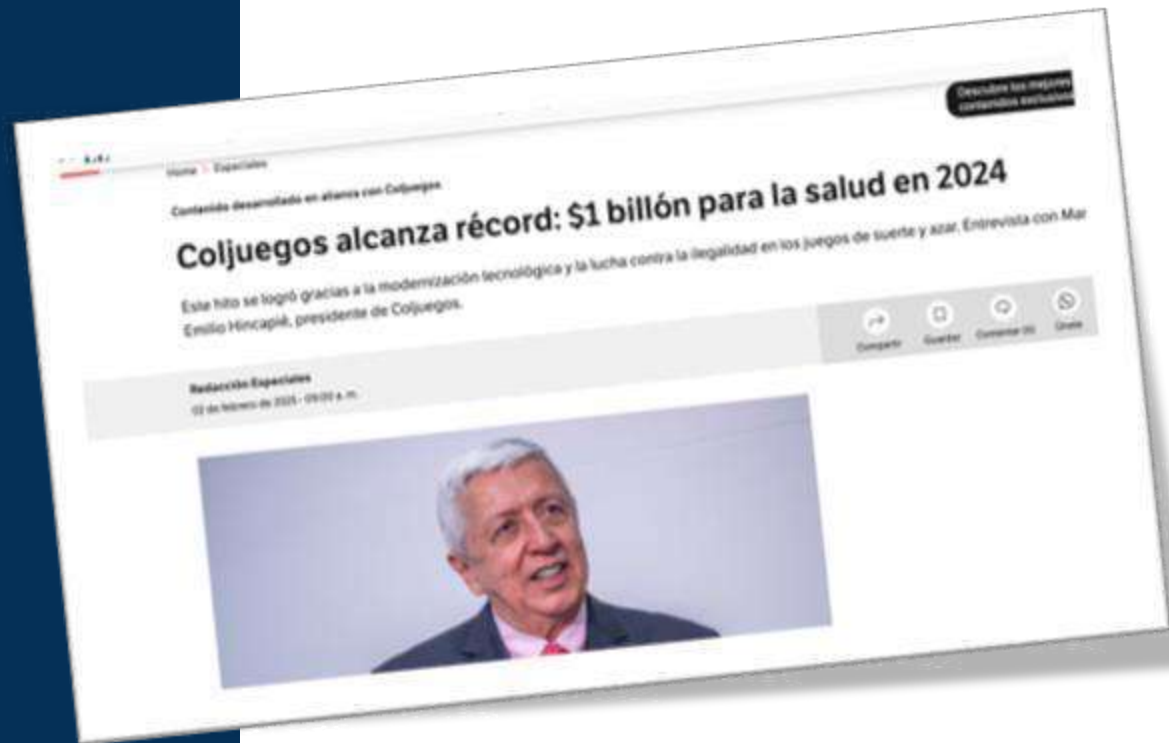 Descubre los mejores
contenidos exclusivos
Home > Especiales
Contenido desarrollado en alianza con Coljuegos
Coljuegos alcanza récord: $1 billón para la salud en 2024
Este hito se logró gracias a la modernización tecnológica y la lucha contra la ilegalidad en los juegos de suerte y azar. Entrevista con Mar
Emilio Hincapié, presidente de Coljuegos.
Compartir Guardar Comentar Únete
Redacción Especiales
02 de febrero de 2025 - 09:00 a. m.